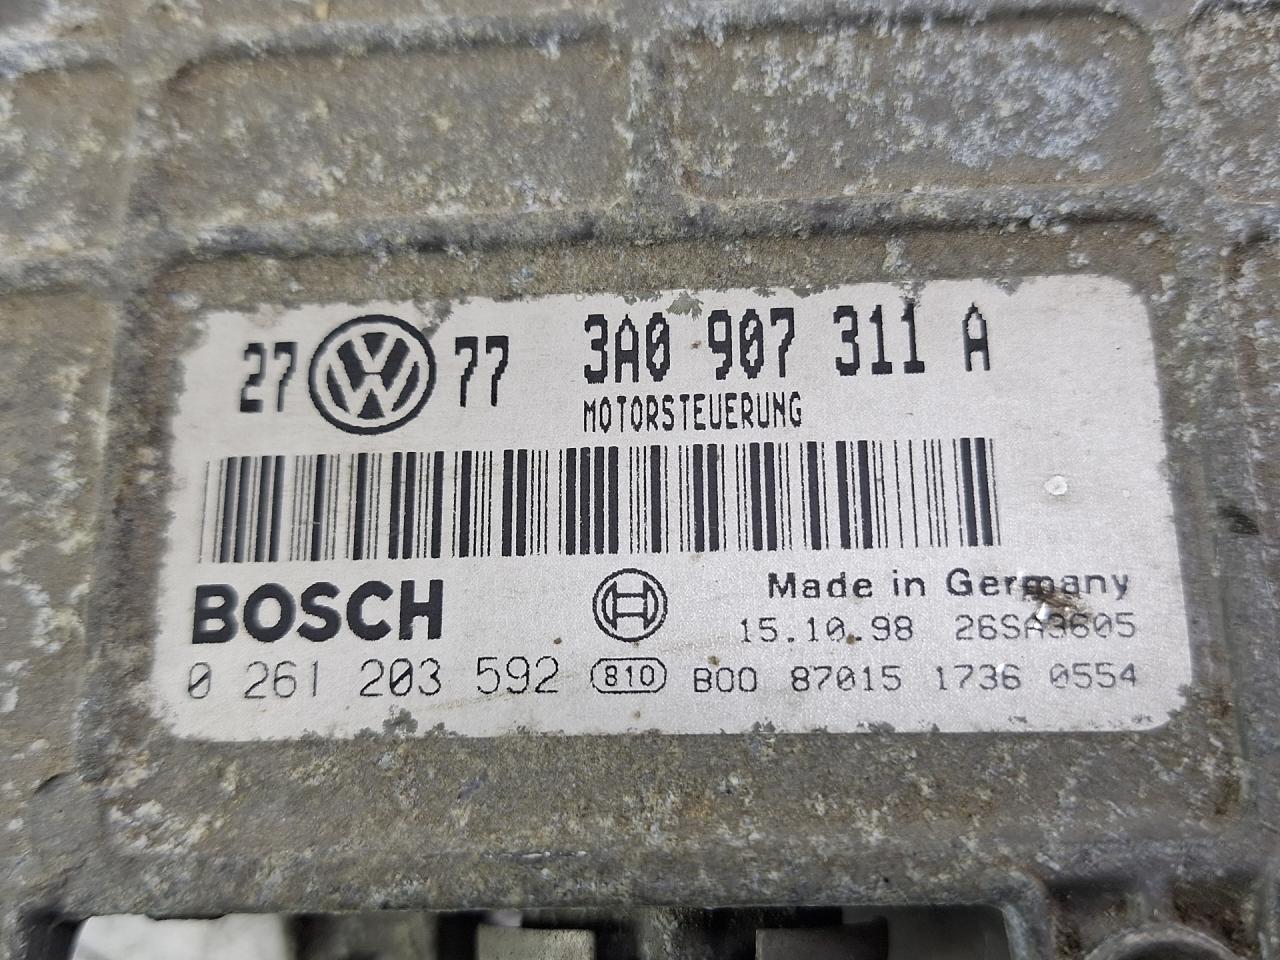 27 VW 77 3A0 907 311 A
MOTORSTEUERUNG
BOSCH Made in Germany
15.10.98 26SA3605
0 261 203 592 810 B00 87015 1736 0554